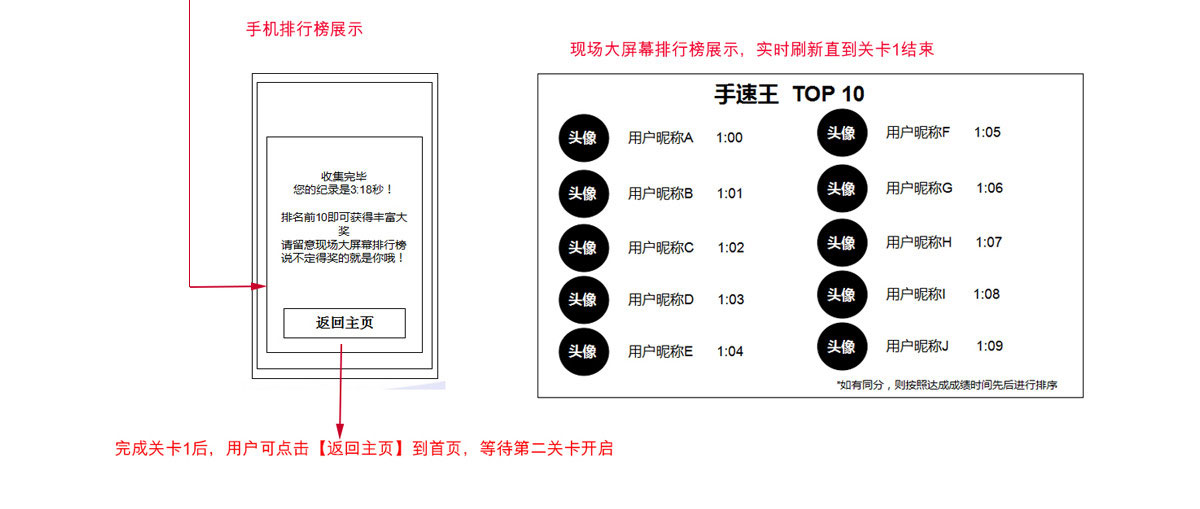 手机排行榜展示
收集完毕
您的纪录是3:18秒！
排名前10即可获得丰富大
奖
请留意现场大屏幕排行榜
说不定得奖的就是你哦！
返回主页
完成关卡1后，用户可点击【返回主页】到首页，等待第二关卡开启
现场大屏幕排行榜展示，实时刷新直到关卡1结束
手速王 TOP 10
头像 用户昵称A 1:00
头像 用户昵称B 1:01
头像 用户昵称C 1:02
头像 用户昵称D 1:03
头像 用户昵称E 1:04
头像 用户昵称F 1:05
头像 用户昵称G 1:06
头像 用户昵称H 1:07
头像 用户昵称I 1:08
头像 用户昵称J 1:09
*如有同分，则按照达成成绩时间先后进行排序